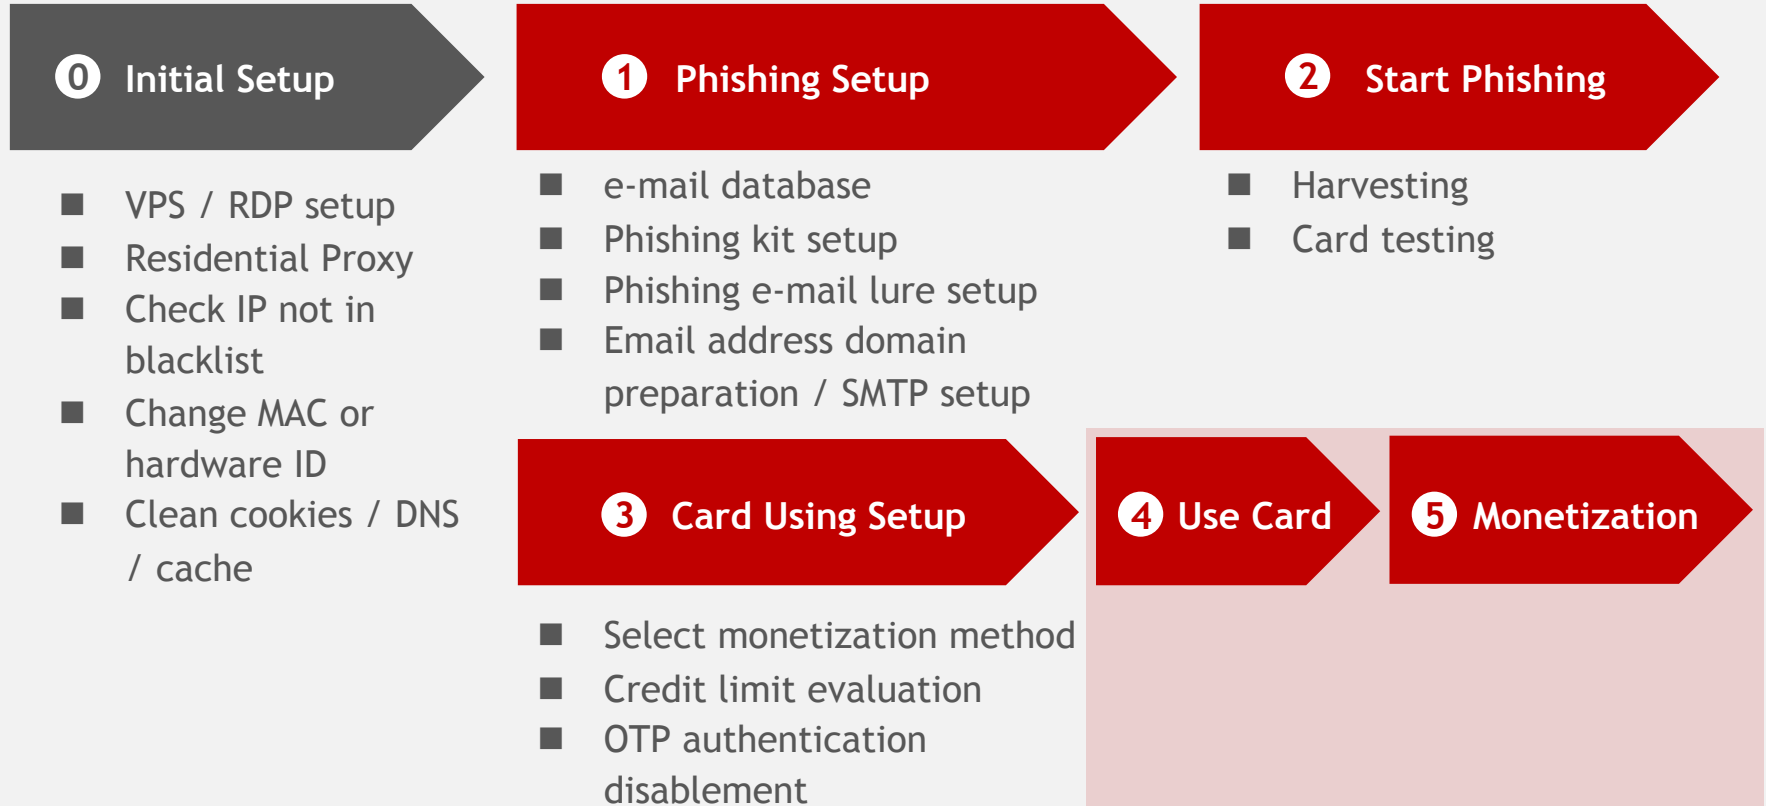 0 Initial Setup
VPS / RDP setup
Residential Proxy
Check IP not in
blacklist
Change MAC or
hardware ID
Clean cookies / DNS
/ cache
1 Phishing Setup
e-mail database
Phishing kit setup
Phishing e-mail lure setup
Email address domain
preparation / SMTP setup
2 Start Phishing
Harvesting
Card testing
3 Card Using Setup
Select monetization method
Credit limit evaluation
OTP authentication
disablement
4 Use Card
5 Monetization